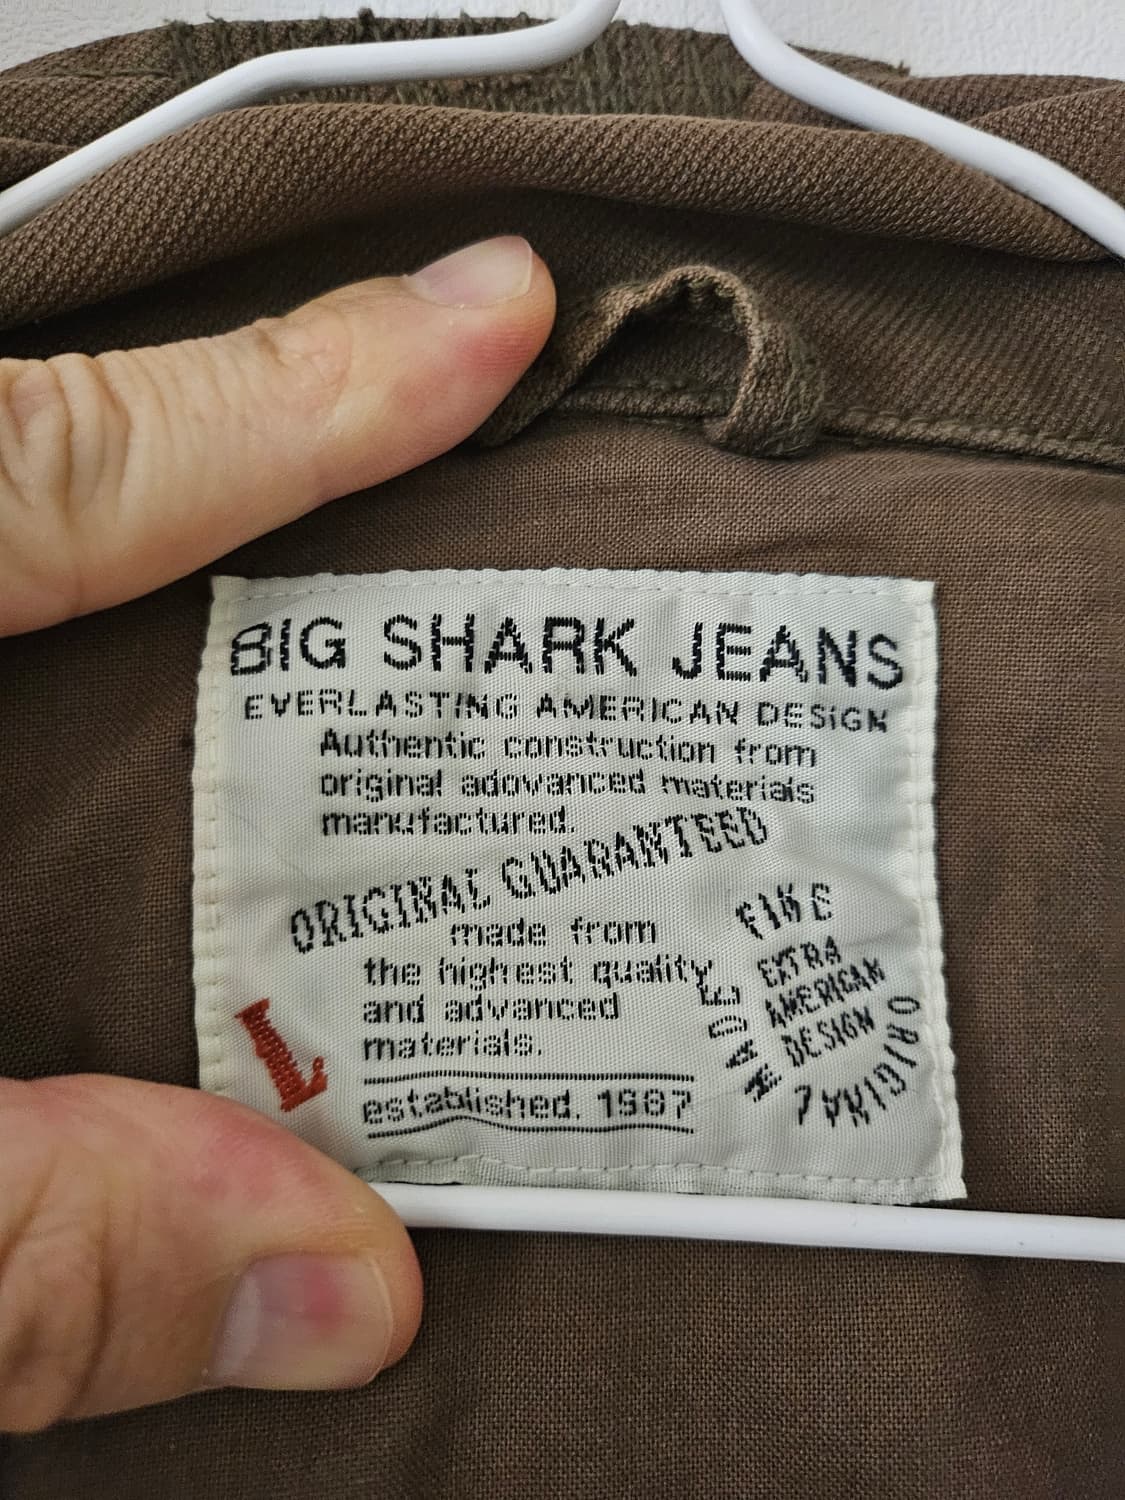 BIG SHARK JEANS
EVERLASTING AMERICAN DESIGN
Authentic construction from
original adovanced materials
manufactured.
ORIGINAL GUARANTEED
made from
the highest quality
and advanced
materials.
L
established. 1987
FINE
MADE
ORIGINAL
EXTRA
AMERICAN
DESIGN